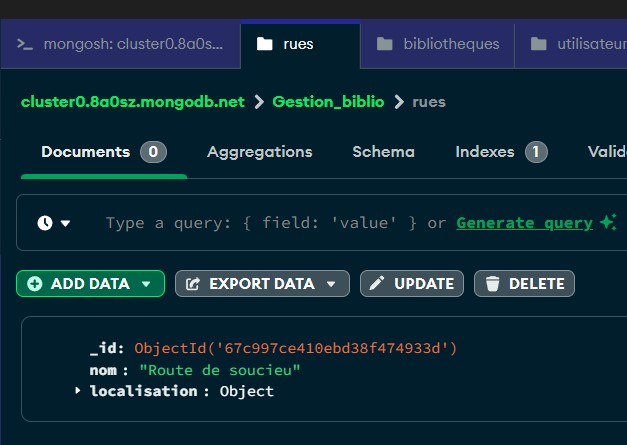 mongosh: cluster0.8a0s... rues bibliotheques utilisateur
cluster0.8a0sz.mongodb.net > Gestion_biblio > rues
Documents 0 Aggregations Schema Indexes 1 Valid
Type a query: { field: 'value' } or Generate query
ADD DATA EXPORT DATA UPDATE DELETE
_id: ObjectId('67c997ce410ebd38f474933d')
nom : "Route de soucieu"
localisation : Object